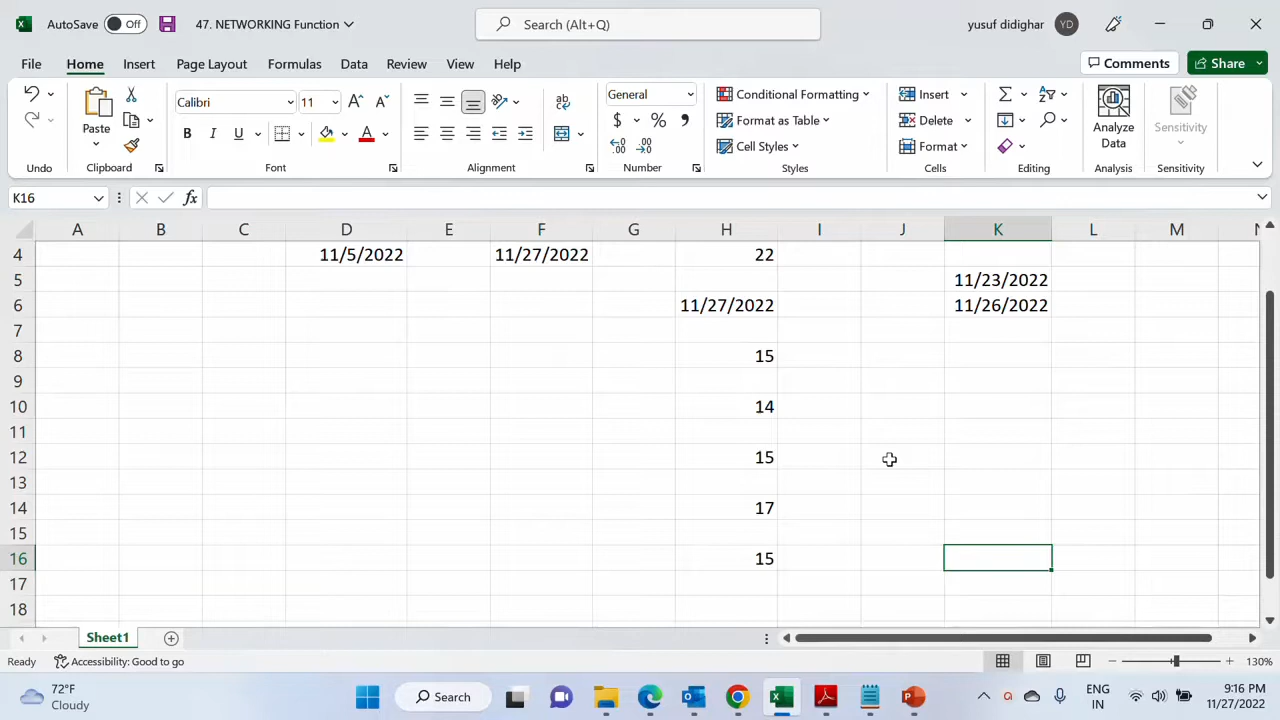 AutoSave Off 47. NETWORKING Function Search (Alt+Q) yusuf didighar YD
File Home Insert Page Layout Formulas Data Review View Help Comments Share
Calibri 11 General Conditional Formatting Insert
Paste B I U A ab $ % , Format as Table Delete Analyze Data Sensitivity
Cell Styles Format
Undo Clipboard Font Alignment Number Styles Cells Editing Analysis Sensitivity
K16 fx
A B C D E F G H I J K L M N
4 11/5/2022 11/27/2022 22
5 11/23/2022
6 11/27/2022 11/26/2022
7
8 15
9
10 14
11
12 15
13
14 17
15
16 15
17
18
Sheet1
Ready Accessibility: Good to go 130%
72°F
Cloudy
Search
ENG
IN
9:16 PM
11/27/2022